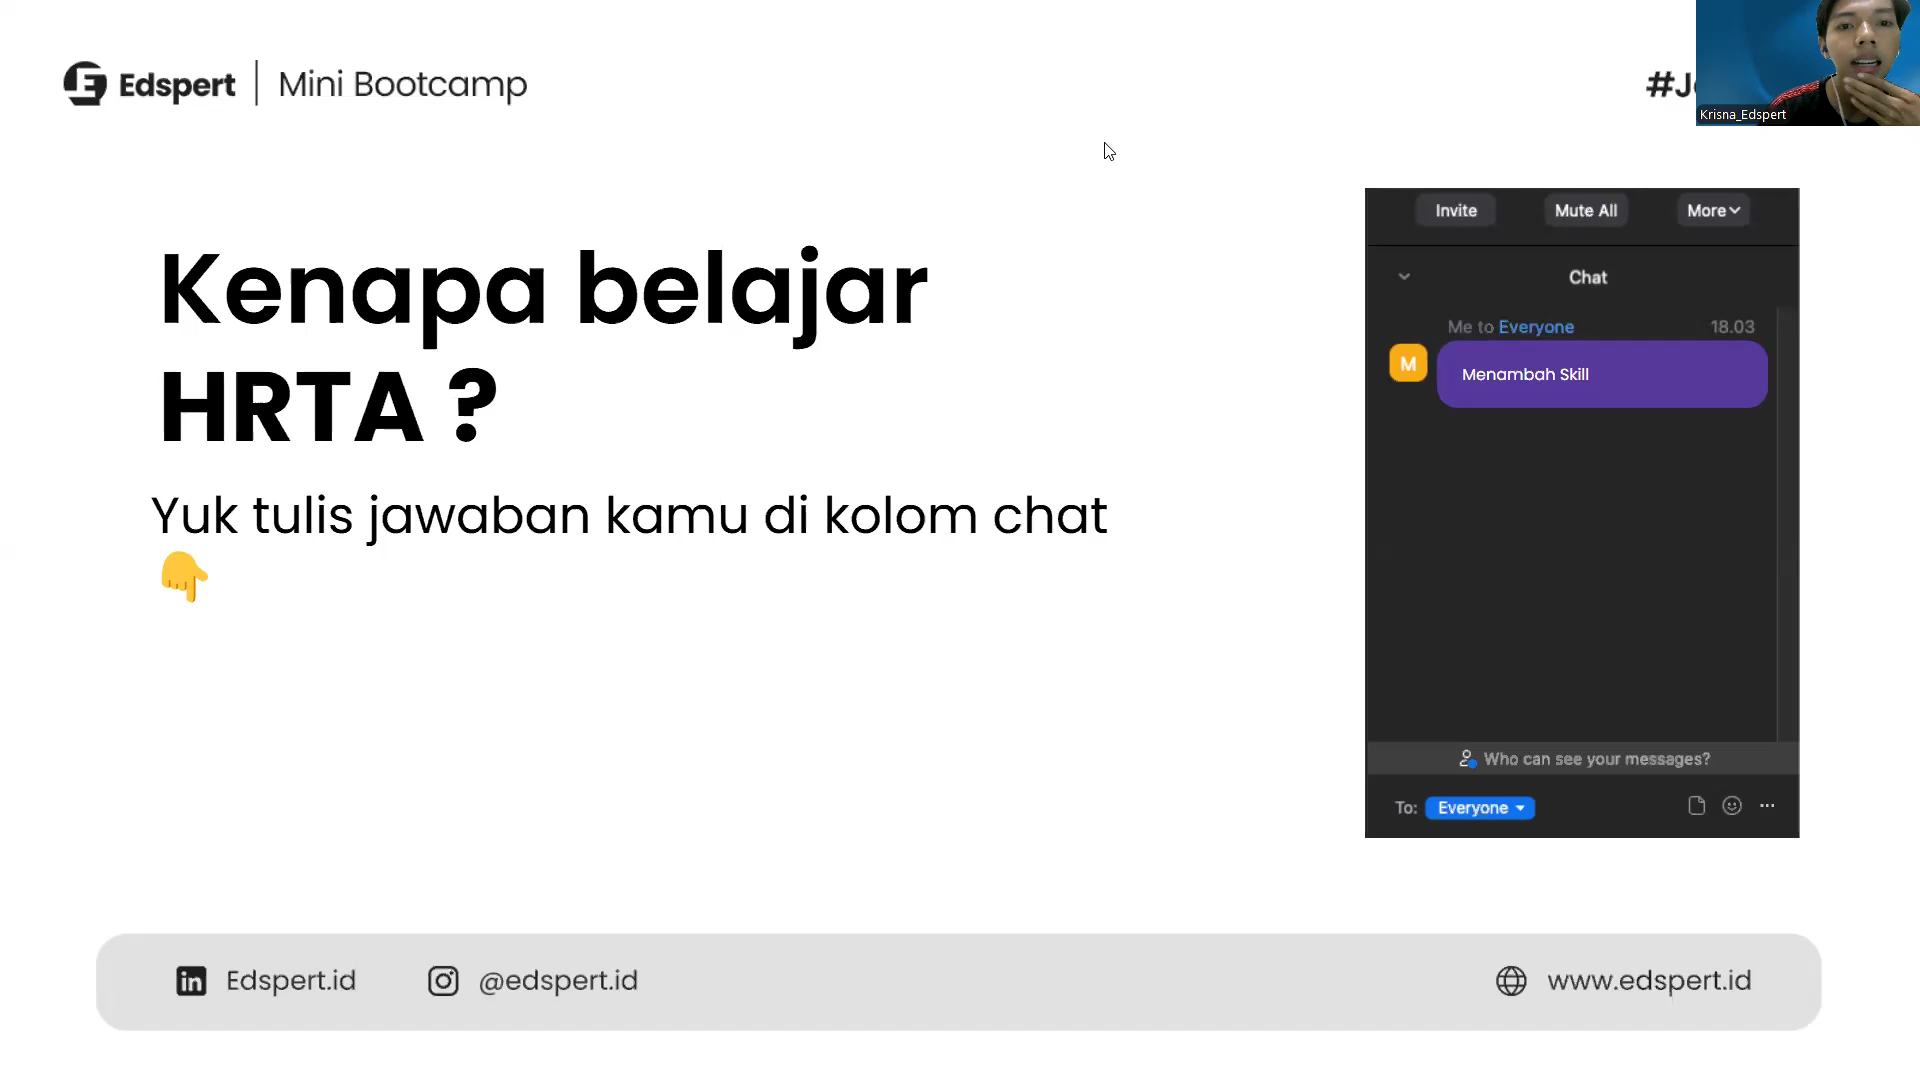 Edspert | Mini Bootcamp
Krisna_Edspert
Kenapa belajar
HRTA ?
Yuk tulis jawaban kamu di kolom chat
👇
Invite Mute All More
Chat
Me to Everyone 18.03
M
Menambah Skill
Who can see your messages?
To: Everyone
Edspert.id @edspert.id www.edspert.id